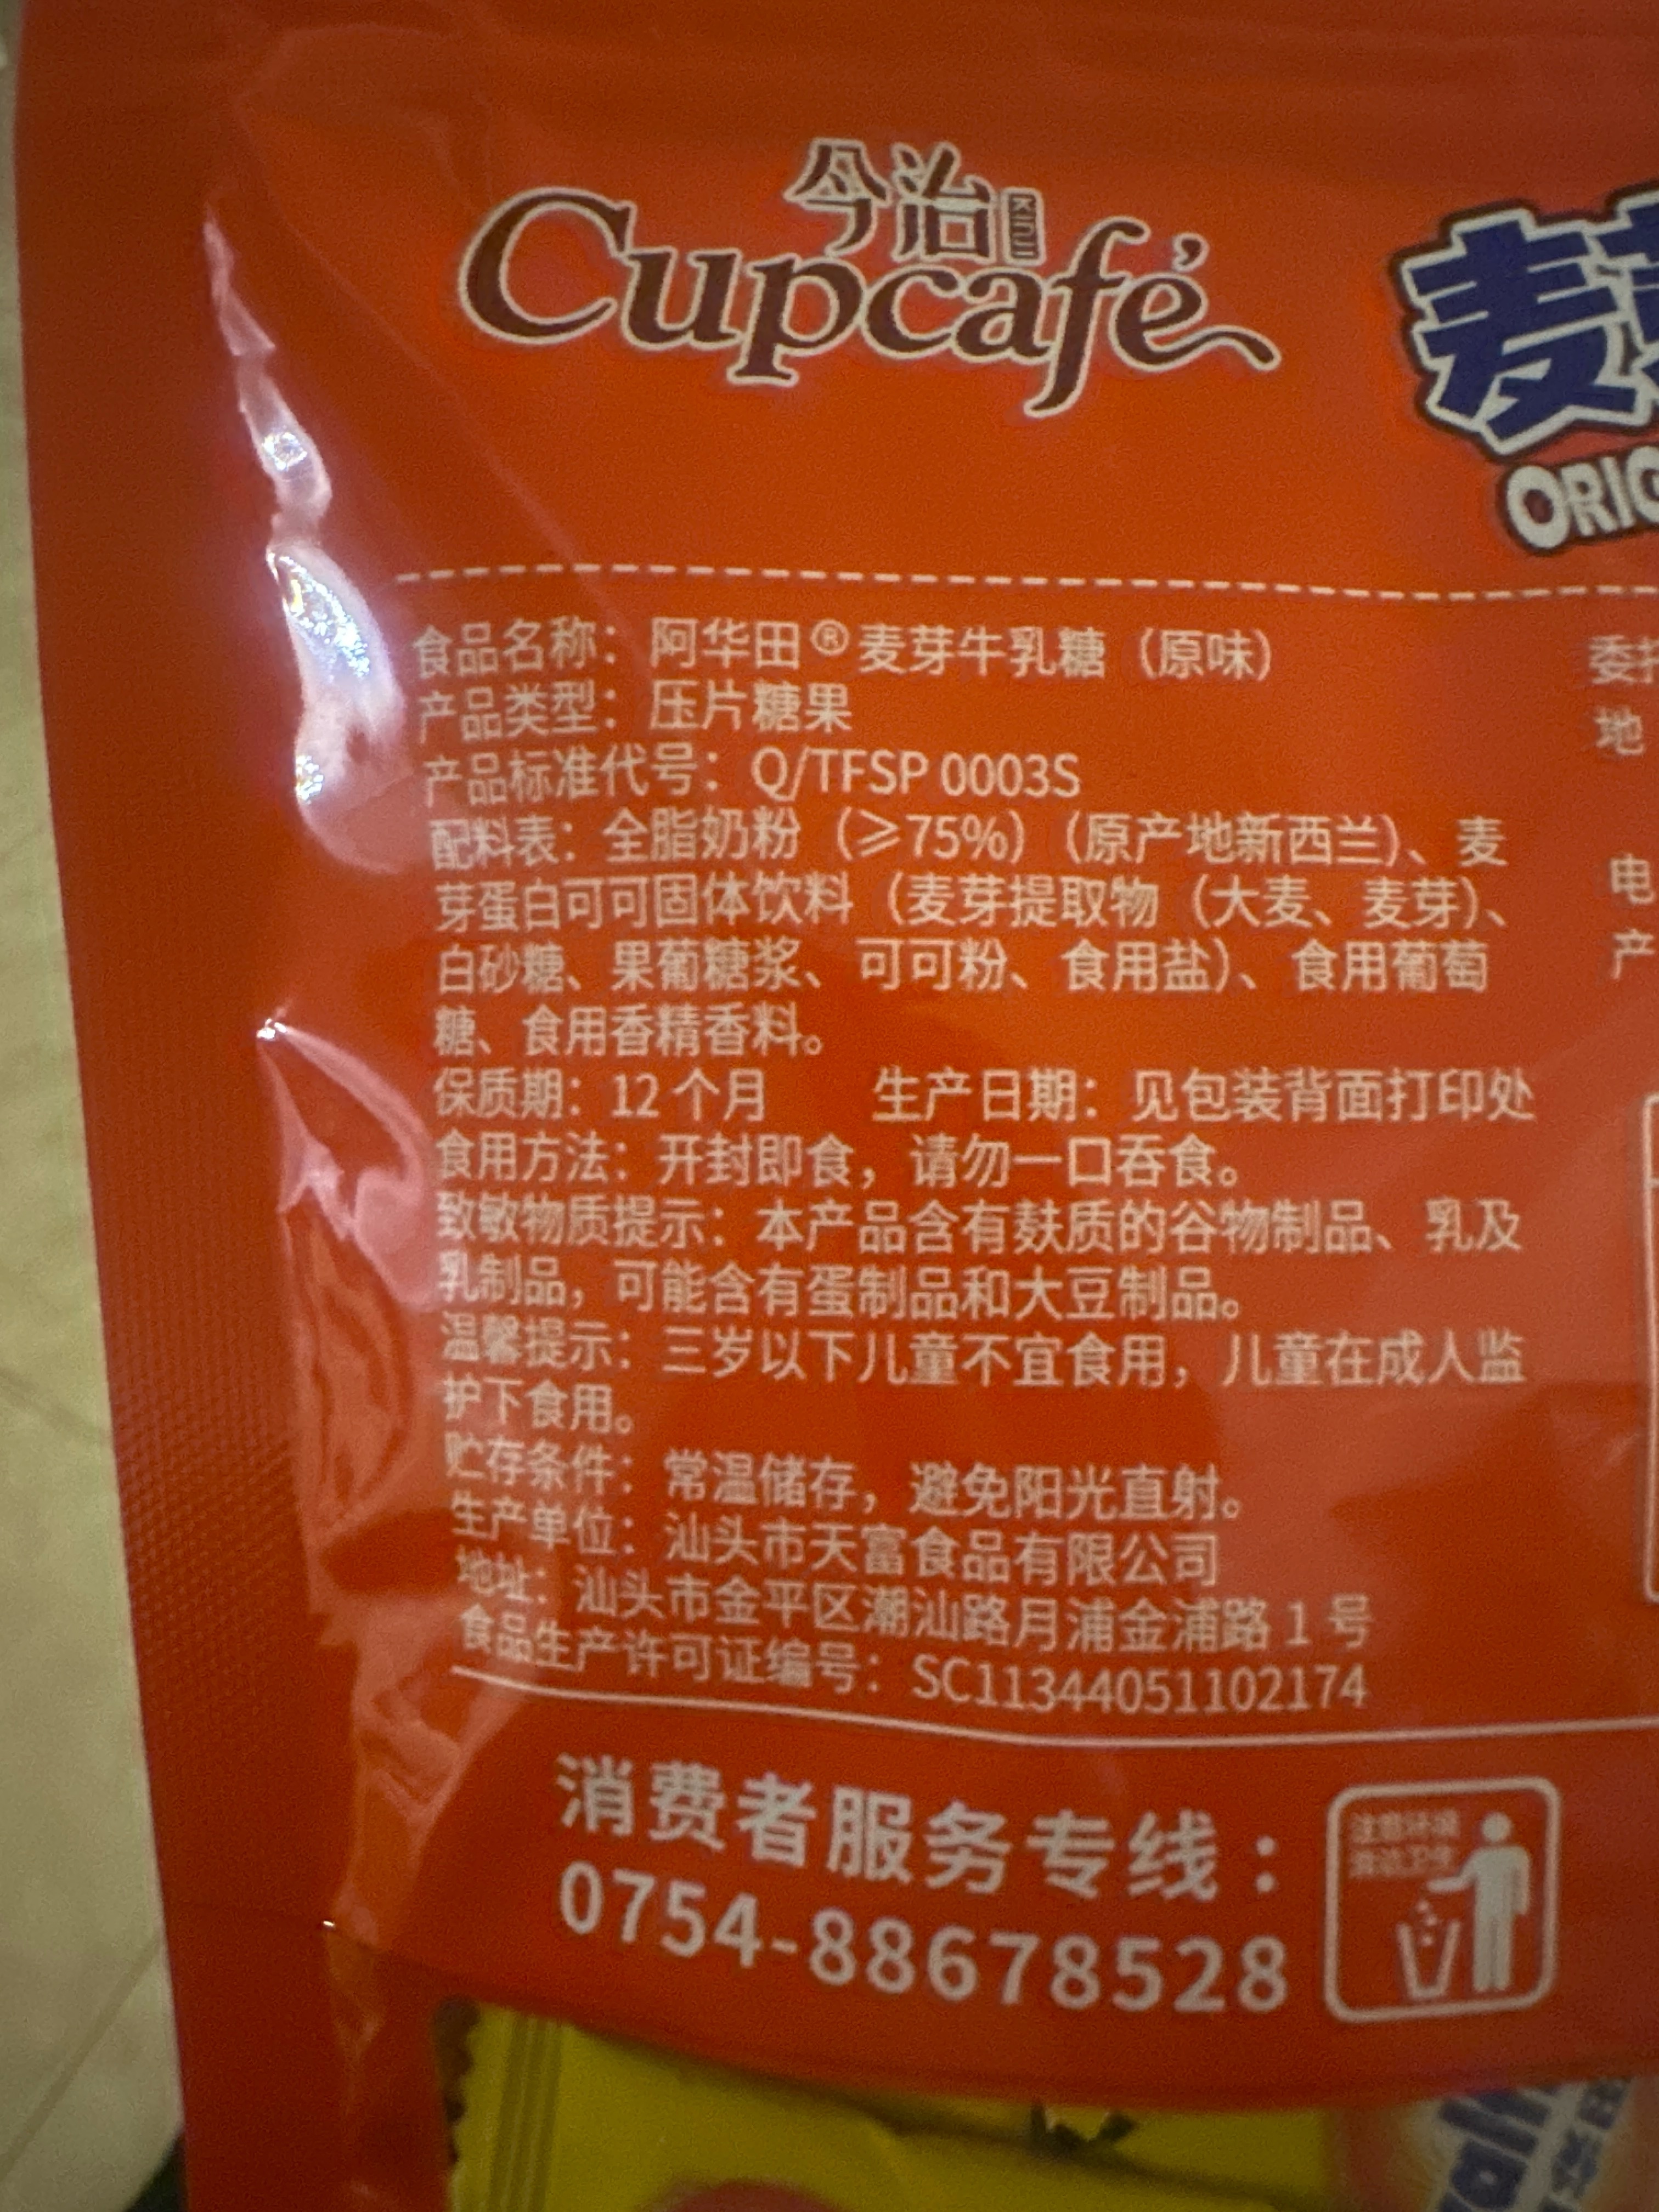 今治
Cupcafé
麦
ORIG
食品名称：阿华田®麦芽牛乳糖（原味）
产品类型：压片糖果
产品标准代号：Q/TFSP 0003S
配料表：全脂奶粉（≥75%）（原产地新西兰）、麦
芽蛋白可可固体饮料（麦芽提取物（大麦、麦芽）、
白砂糖、果葡糖浆、可可粉、食用盐）、食用葡萄
糖、食用香精香料。
保质期：12个月 生产日期：见包装背面打印处
食用方法：开封即食，请勿一口吞食。
致敏物质提示：本产品含有麸质的谷物制品、乳及
乳制品，可能含有蛋制品和大豆制品。
温馨提示：三岁以下儿童不宜食用，儿童在成人监
护下食用。
贮存条件：常温储存，避免阳光直射。
生产单位：汕头市天富食品有限公司
地址：汕头市金平区潮汕路月浦金浦路1号
食品生产许可证编号：SC11344051102174
委托
地
电
产
消费者服务专线：
0754-88678528
注意环境
清洁卫生